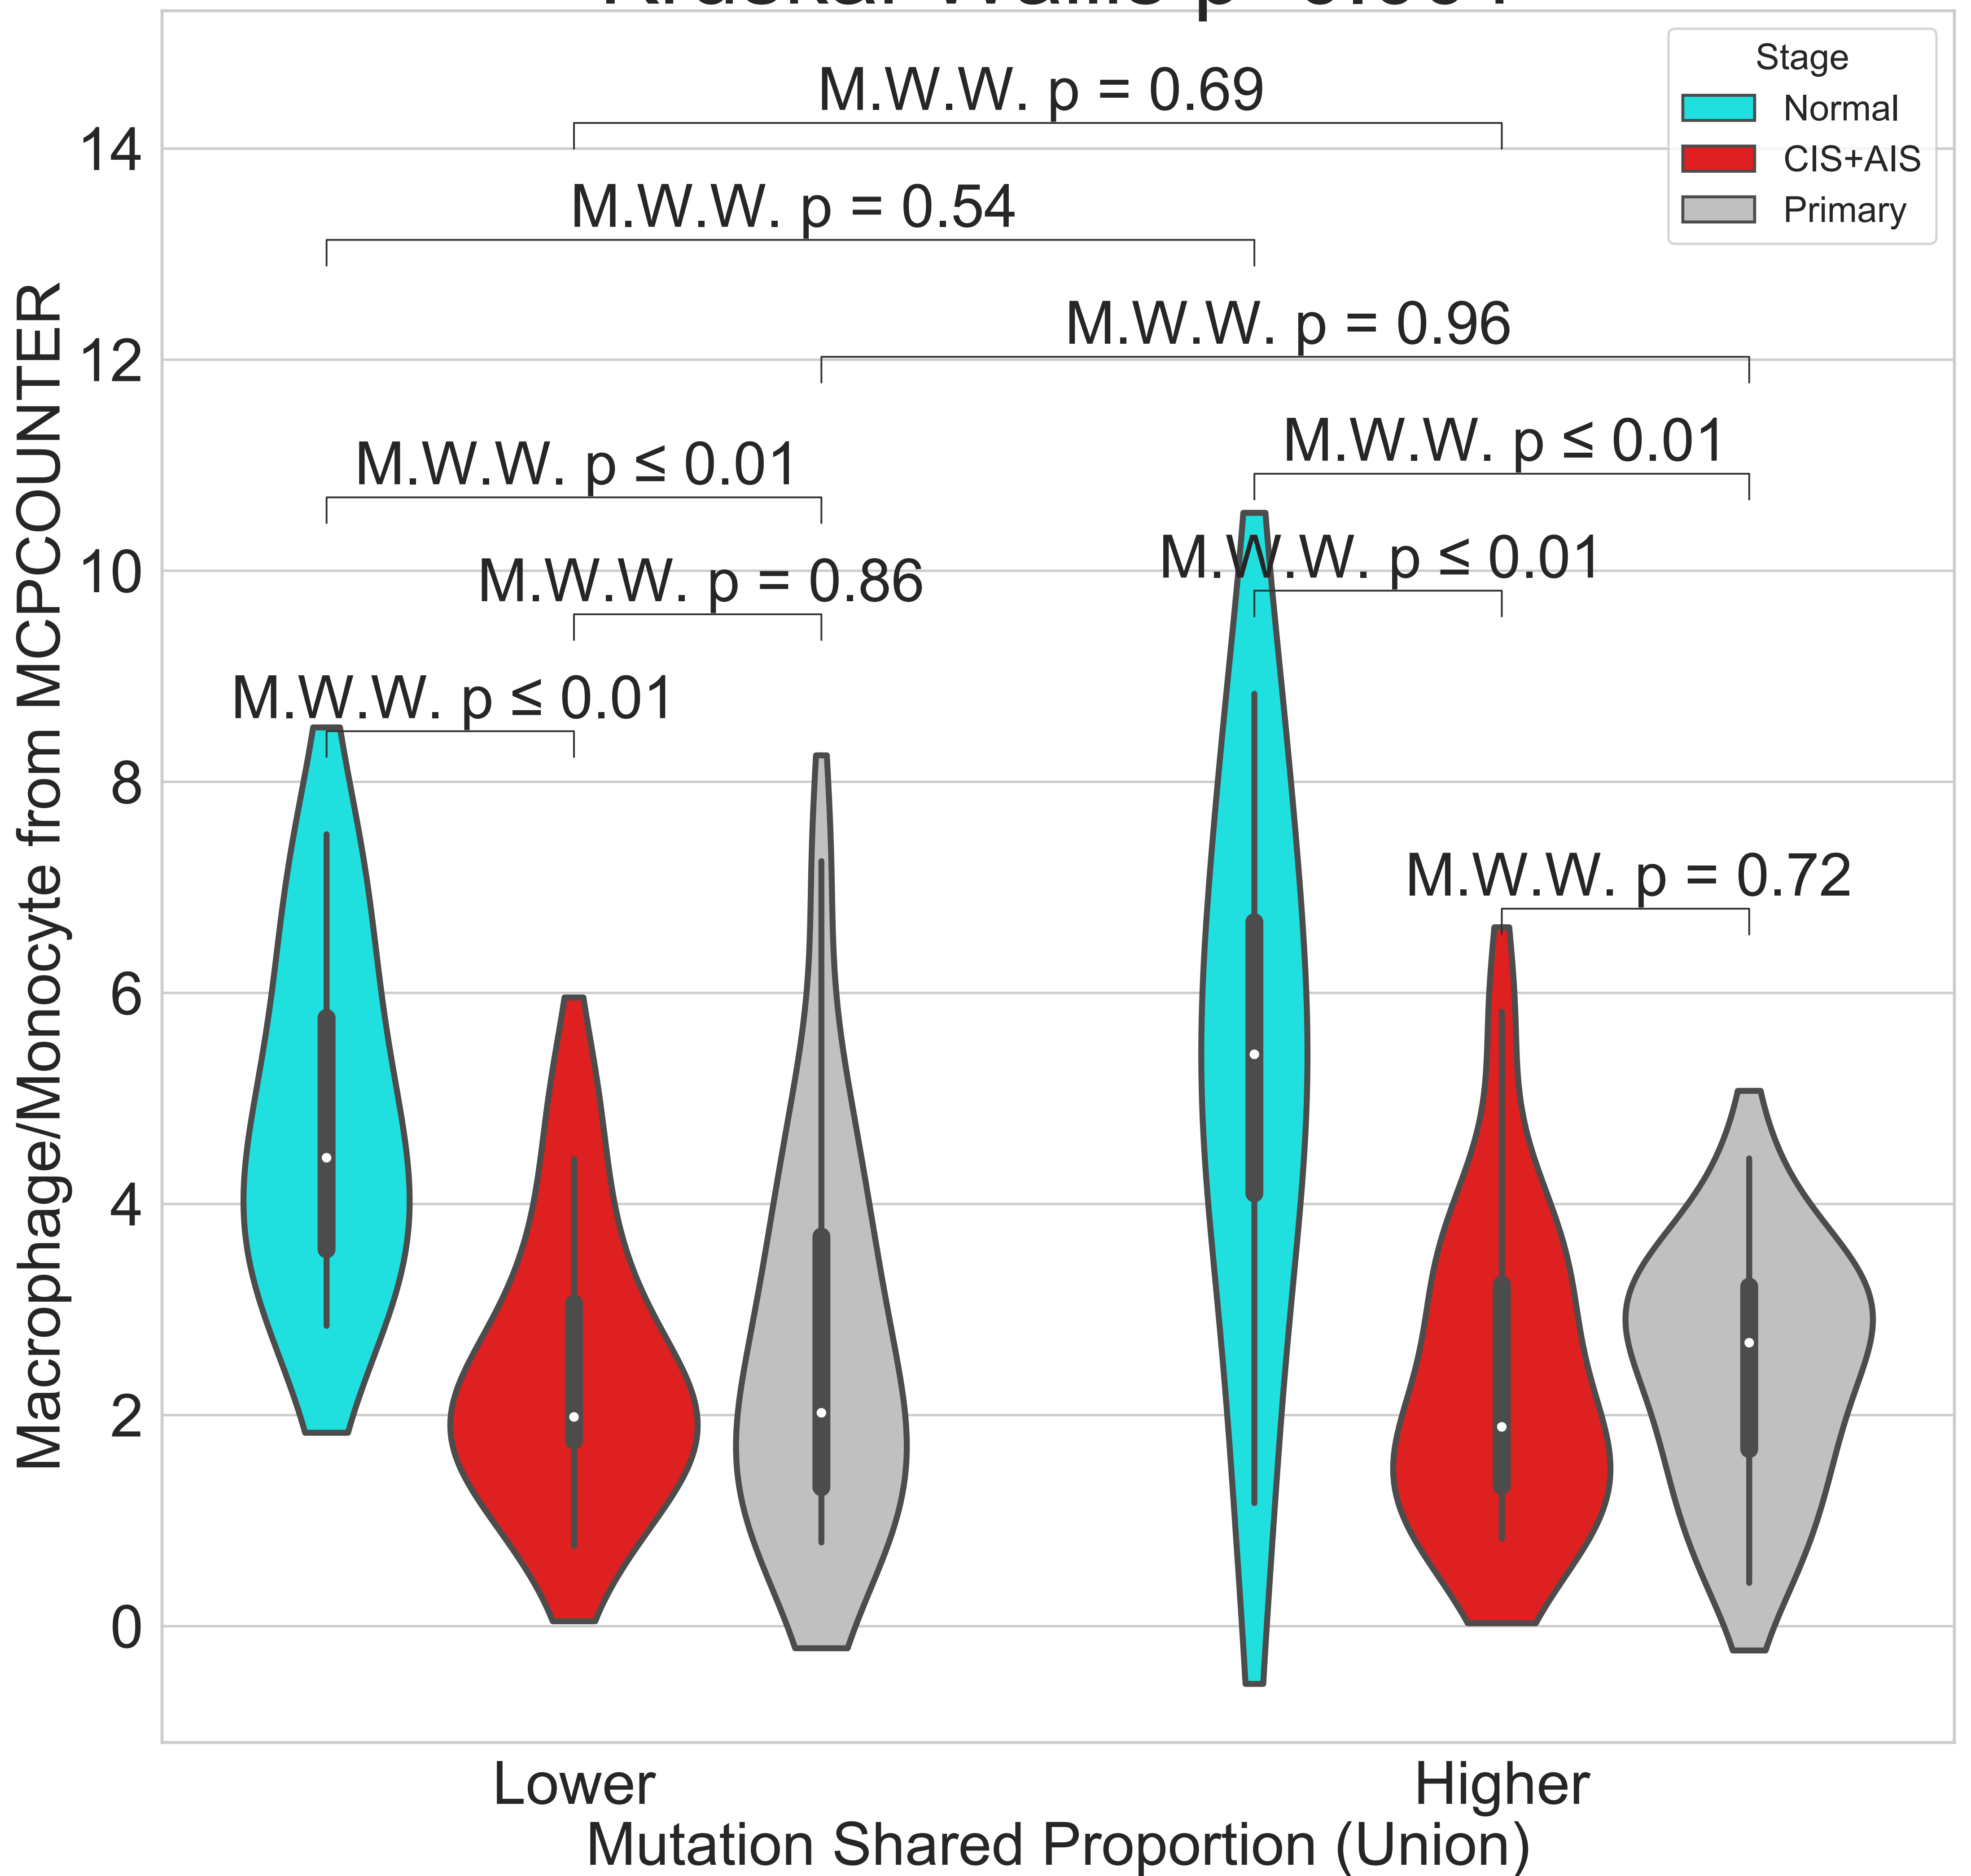 Stage
Normal
CIS+AIS
Primary
M.W.W. p = 0.69
M.W.W. p = 0.54
M.W.W. p = 0.96
M.W.W. p ≤ 0.01
M.W.W. p ≤ 0.01
M.W.W. p = 0.86
M.W.W. p ≤ 0.01
M.W.W. p ≤ 0.01
M.W.W. p = 0.72
Macrophage/Monocyte from MCPCOUNTER
14
12
10
8
6
4
2
0
Lower
Higher
Mutation Shared Proportion (Union)